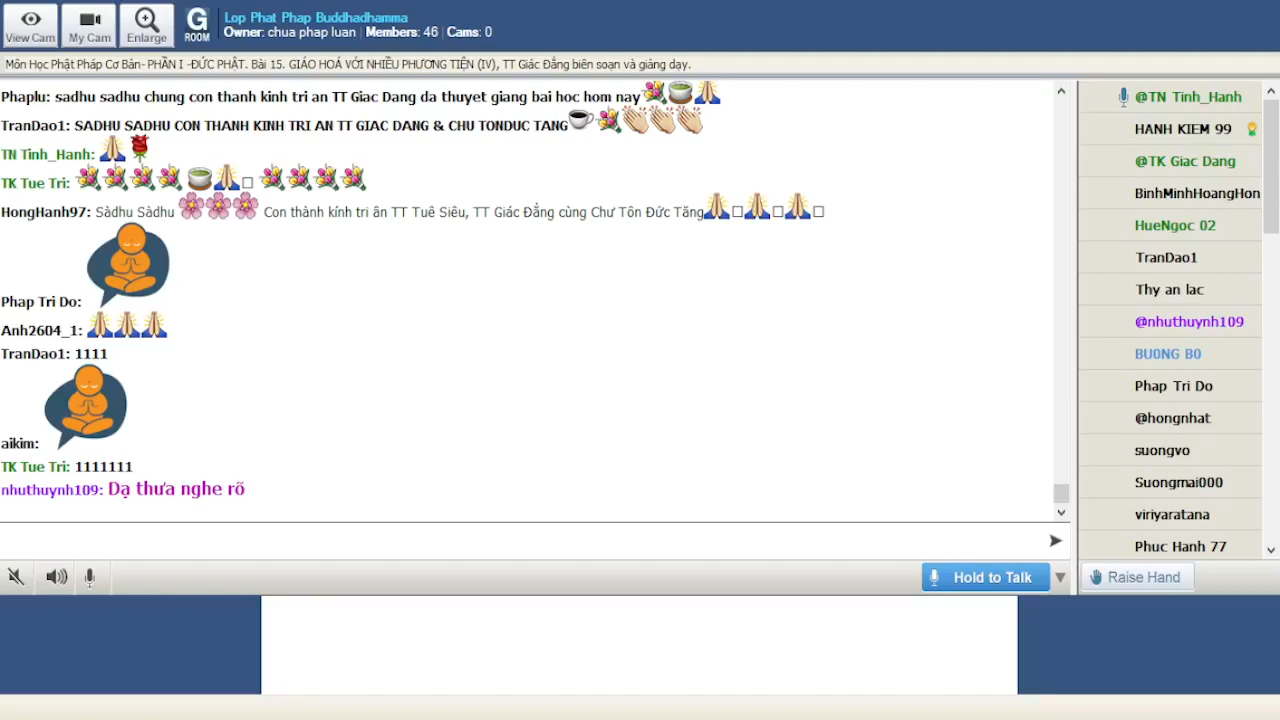 View Cam
My Cam
Enlarge
G
ROOM
Lop Phat Phap Buddhadhamma
Owner: chua phap luan | Members: 46 | Cams: 0
Môn Học Phật Pháp Cơ Bản- PHẦN I -ĐỨC PHẬT. Bài 15. GIÁO HOÁ VỚI NHIỀU PHƯƠNG TIỆN (IV), TT Giác Đẳng biên soạn và giảng dạy.
Phaplu: sadhu sadhu chung con thanh kinh tri an TT Giac Dang da thuyet giang bai hoc hom nay
TranDao1: SADHU SADHU CON THANH KINH TRI AN TT GIAC DANG & CHU TONDUC TANG
TN Tinh_Hanh:
TK Tue Tri:
HongHanh97: Sàdhu Sàdhu Con thành kính tri ân TT Tuê Siêu, TT Giác Đẳng cùng Chư Tôn Đức Tăng
Phap Tri Do:
Anh2604_1:
TranDao1: 1111
aikim:
TK Tue Tri: 1111111
nhuthuynh109: Dạ thưa nghe rõ
@TN Tinh_Hanh
HANH KIEM 99
@TK Giac Dang
BinhMinhHoangHon
HueNgoc 02
TranDao1
Thy an lac
@nhuthuynh109
BU0NG B0
Phap Tri Do
@hongnhat
suongvo
Suongmai000
viriyaratana
Phuc Hanh 77
Hold to Talk
Raise Hand